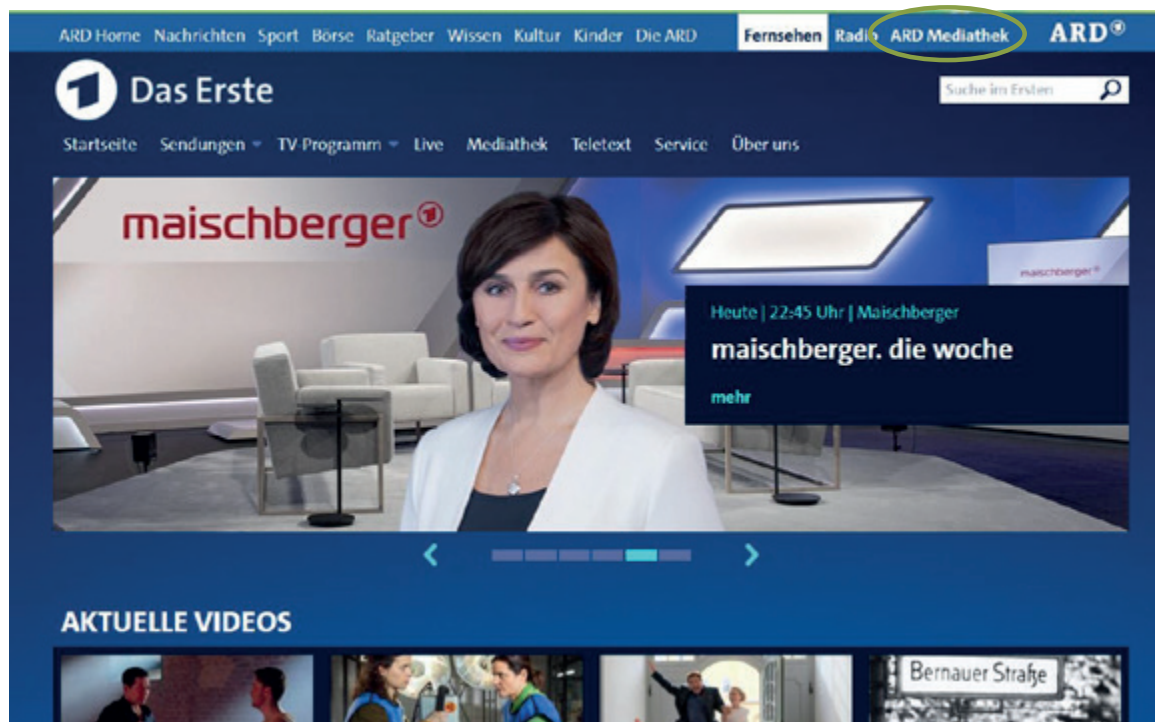 ARD Home Nachrichten Sport Börse Ratgeber Wissen Kultur Kinder Die ARD Fernsehen Radio ARD Mediathek ARD
1 Das Erste
Suche im Ersten
Startseite Sendungen TV-Programm Live Mediathek Teletext Service Über uns
maischberger
maischberger
Heute | 22:45 Uhr | Maischberger
maischberger. die woche
mehr
AKTUELLE VIDEOS
Bernauer Straße